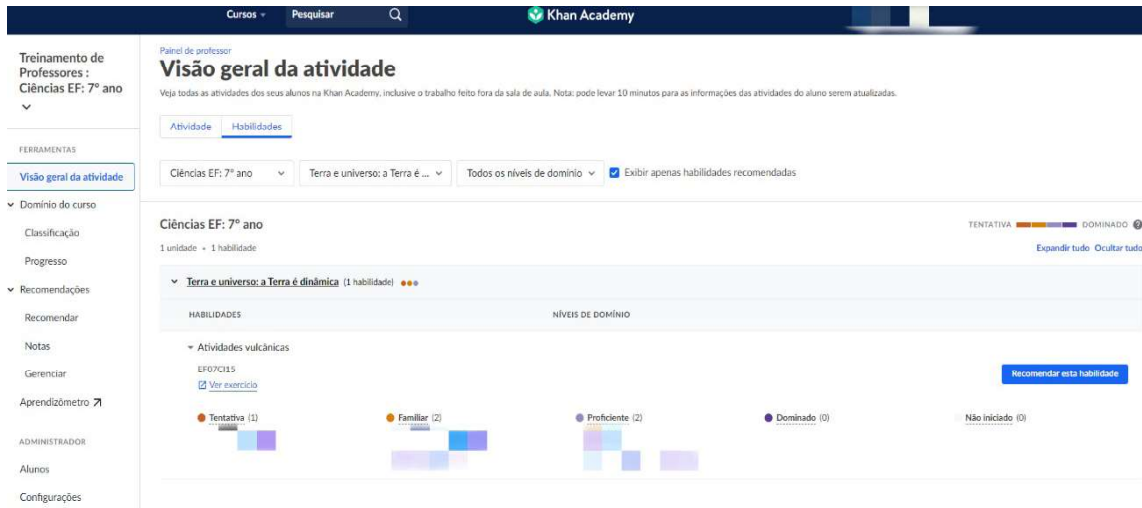 Cursos
Pesquisar
Khan Academy
Treinamento de
Professores :
Ciências EF: 7º ano
FERRAMENTAS
Visão geral da atividade
Domínio do curso
Classificação
Progresso
Recomendações
Recomendar
Notas
Gerenciar
Aprendizômetro
ADMINISTRADOR
Alunos
Configurações
Painel de professor
Visão geral da atividade
Veja todas as atividades dos seus alunos na Khan Academy, inclusive o trabalho feito fora da sala de aula. Nota: pode levar 10 minutos para as informações das atividades do aluno serem atualizadas.
Atividade Habilidades
Ciências EF: 7º ano Terra e universo: a Terra é ... Todos os níveis de domínio Exibir apenas habilidades recomendadas
Ciências EF: 7º ano
TENTATIVA DOMINADO ?
1 unidade • 1 habilidade
Expandir tudo Ocultar tudo
Terra e universo: a Terra é dinâmica (1 habilidade)
HABILIDADES NÍVEIS DE DOMÍNIO
Atividades vulcânicas
EF07CI15
Ver exercício
Recomendar esta habilidade
Tentativa (1) Familiar (2) Proficiente (2) Dominado (0) Não iniciado (0)